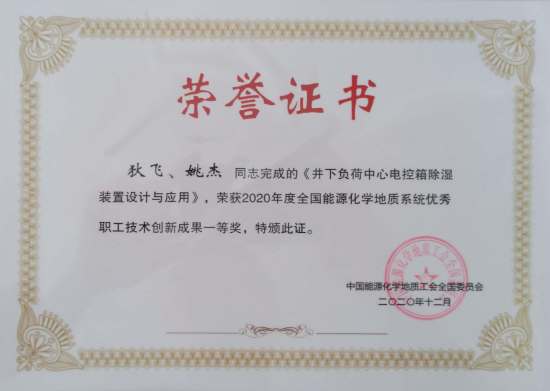 荣誉证书
狄飞、姚杰 同志完成的《井下负荷中心电控箱除湿
装置设计与应用》，荣获2020年度全国能源化学地质系统优秀
职工技术创新成果一等奖，特颁此证。
中国能源化学地质工会全国委员会
二〇二〇年十二月